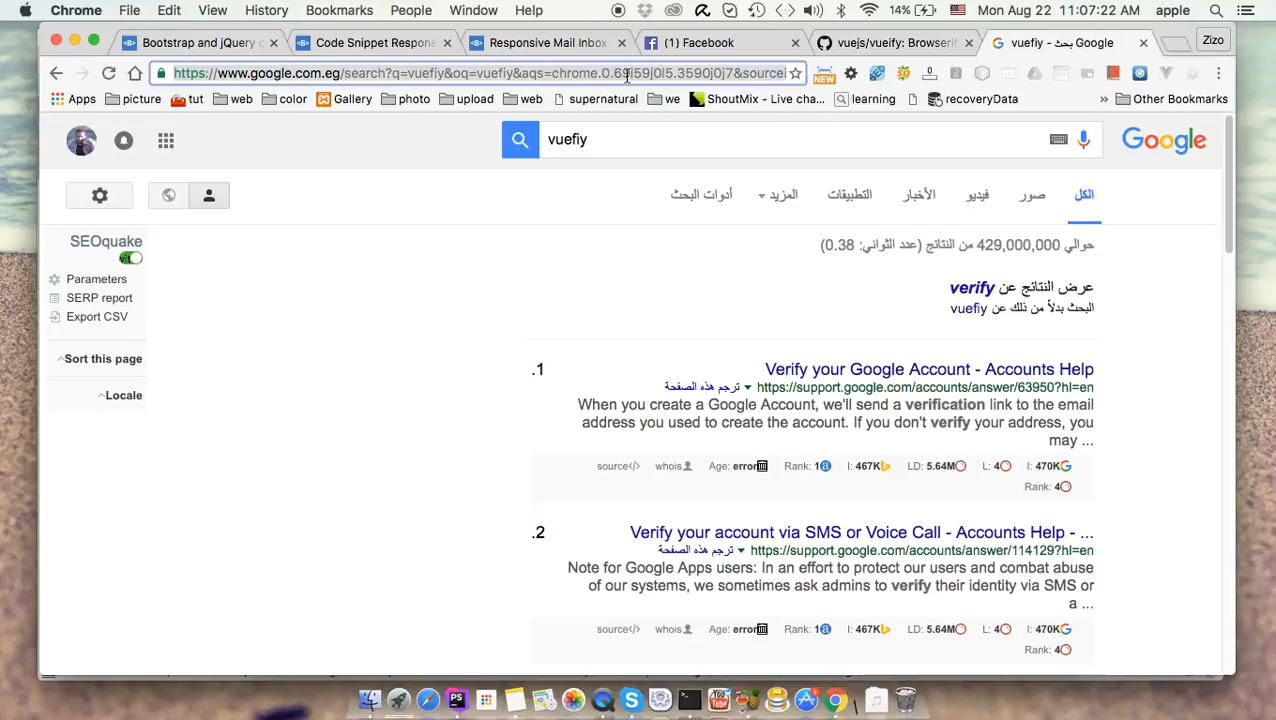 Chrome File Edit View History Bookmarks People Window Help 14% Mon Aug 22 11:07:22 AM apple
Bootstrap and jQuery c Code Snippet Respons Responsive Mail Inbox (1) Facebook vuejs/vueify: Browserif vuefiy - بحث Google Zizo
https://www.google.com.eg/search?q=vuefiy&oq=vuefiy&aqs=chrome.0.69i59j0l5.3590j0j7&sourcei NEW
Apps picture tut web color Gallery photo upload web supernatural we ShoutMix - Live cha... learning recoveryData » Other Bookmarks
vuefiy Google
الكل صور فيديو الأخبار التطبيقات المزيد أدوات البحث
SEOquake
Parameters
SERP report
Export CSV
Sort this page
Locale
حوالي 429,000,000 من النتائج (عدد الثواني: 0.38)
عرض النتائج عن verify
البحث بدلاً من ذلك عن vuefiy
.1 Verify your Google Account - Accounts Help
https://support.google.com/accounts/answer/63950?hl=en ترجم هذه الصفحة
When you create a Google Account, we'll send a verification link to the email
address you used to create the account. If you don't verify your address, you
may ...
source</> whois Age: error Rank: 1 I: 467K LD: 5.64M L: 4 I: 470K
Rank: 4
.2 Verify your account via SMS or Voice Call - Accounts Help - ...
https://support.google.com/accounts/answer/114129?hl=en ترجم هذه الصفحة
Note for Google Apps users: In an effort to protect our users and combat abuse
of our systems, we sometimes ask admins to verify their identity via SMS or
a ...
source</> whois Age: error Rank: 1 I: 467K LD: 5.64M L: 4 I: 470K
Rank: 4